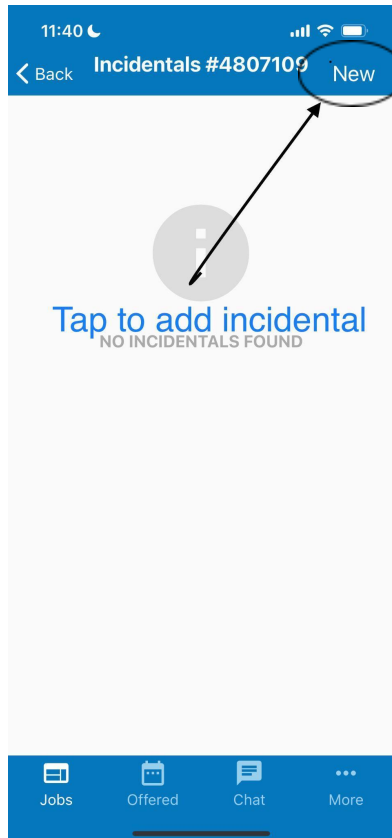 11:40
Back
Incidentals #4807109
New
Tap to add incidental
NO INCIDENTALS FOUND
Jobs
Offered
Chat
More